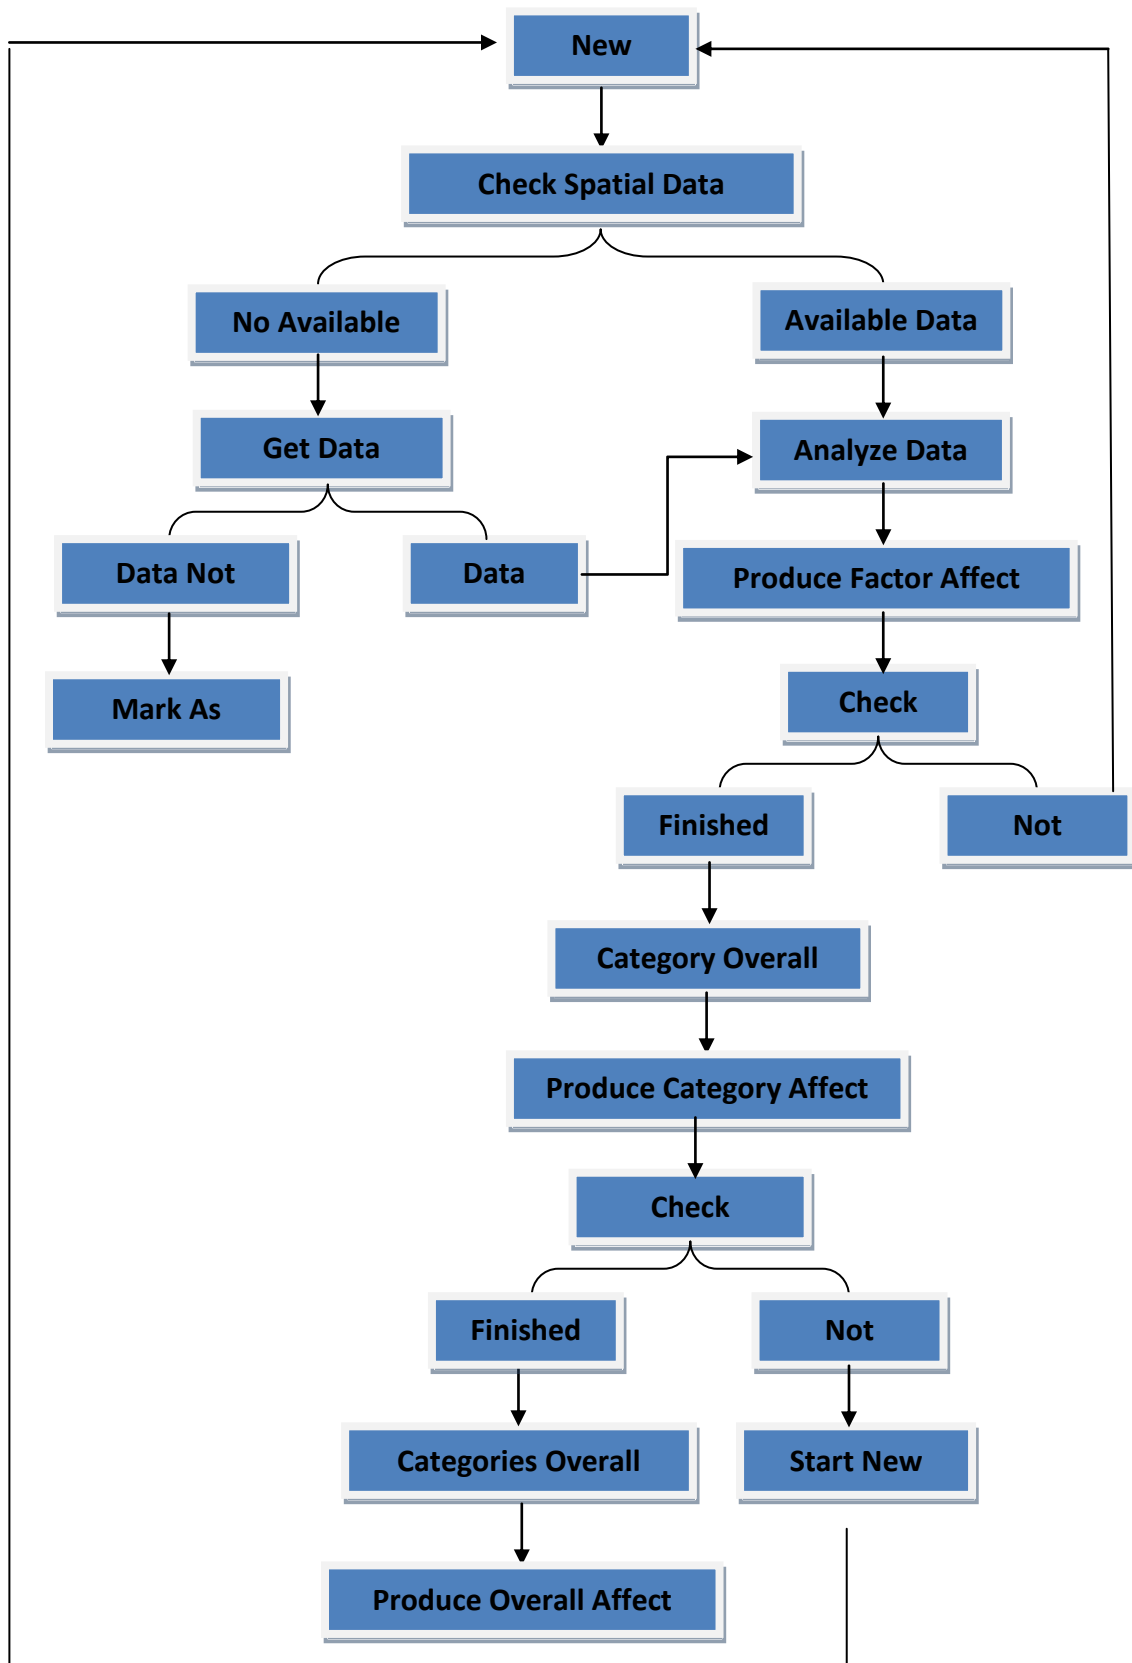 New
Check Spatial Data
No Available
Available Data
Get Data
Analyze Data
Data Not
Data
Produce Factor Affect
Mark As
Check
Finished
Not
Category Overall
Produce Category Affect
Check
Finished
Not
Categories Overall
Start New
Produce Overall Affect